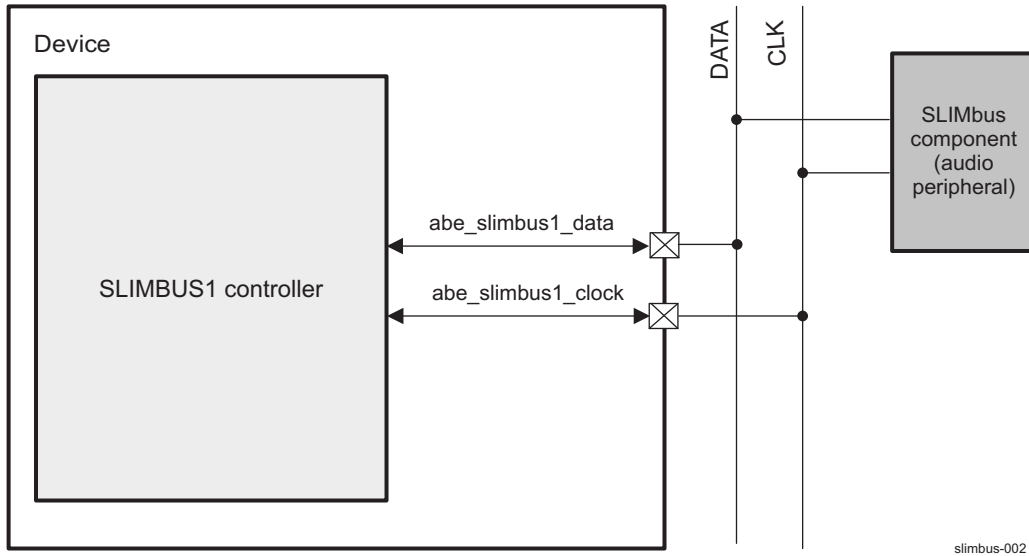 Device
DATA
CLK
SLIMbus
component
(audio
peripheral)
abe_slimbus1_data
SLIMBUS1 controller
abe_slimbus1_clock
slimbus-002